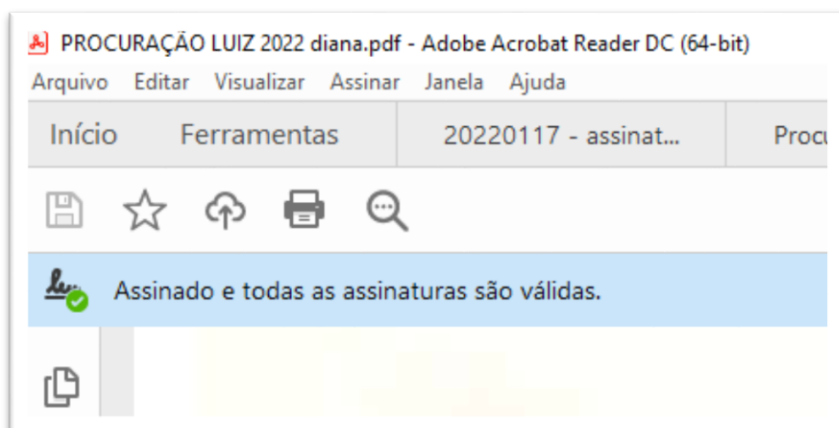 PROCURAÇÃO LUIZ 2022 diana.pdf - Adobe Acrobat Reader DC (64-bit)
Arquivo Editar Visualizar Assinar Janela Ajuda
Início Ferramentas 20220117 - assinat... Procu
Assinado e todas as assinaturas são válidas.